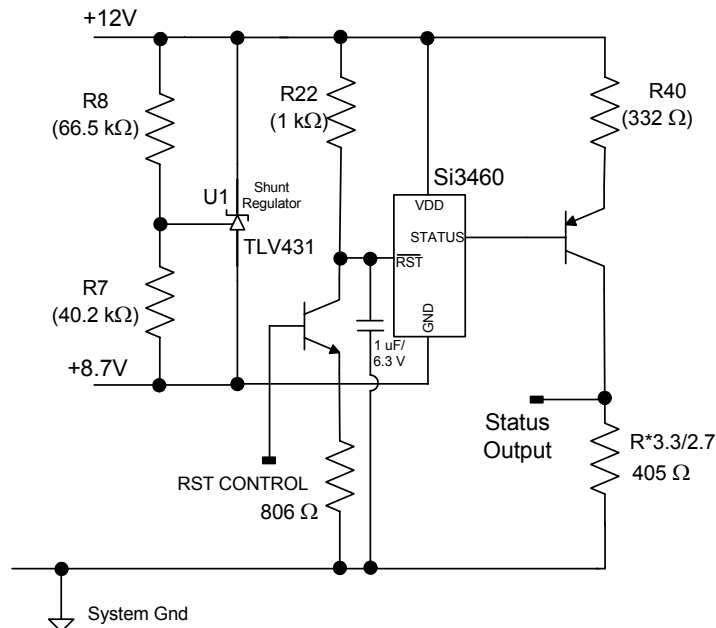 +12V
R8
(66.5 kΩ)
R22
(1 kΩ)
R40
(332 Ω)
Si3460
VDD
STATUS
RST
GND
U1
Shunt
Regulator
TLV431
R7
(40.2 kΩ)
1 uF/
6.3 V
+8.7V
Status
Output
R*3.3/2.7
405 Ω
RST CONTROL
806 Ω
System Gnd